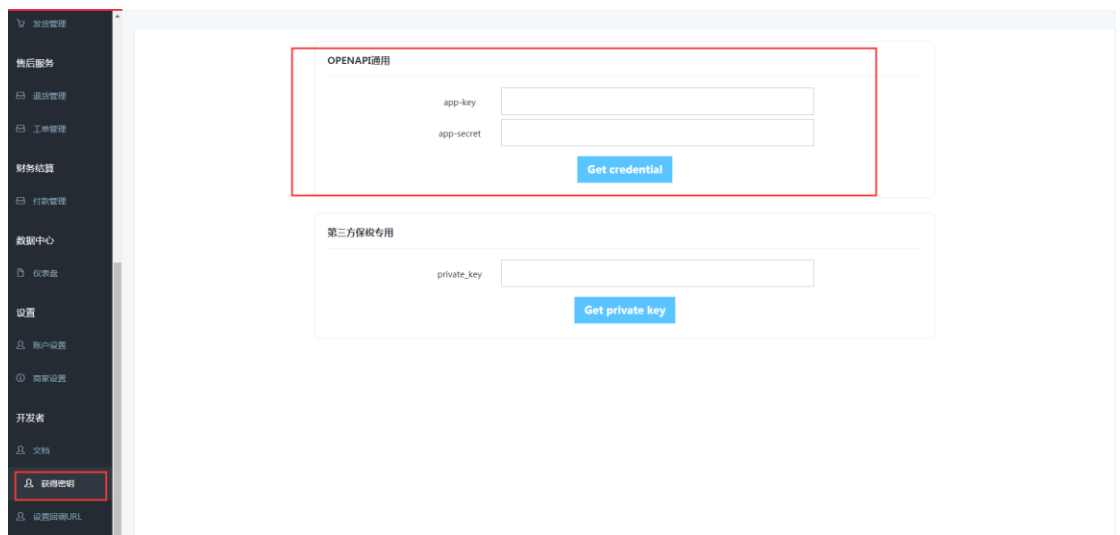 发货管理
售后服务
退货管理
工单管理
财务结算
付款管理
数据中心
仪表盘
设置
账户设置
商家设置
开发者
文档
获得密钥
设置回调URL
OPENAPI通用
app-key
app-secret
Get credential
第三方保税专用
private_key
Get private key